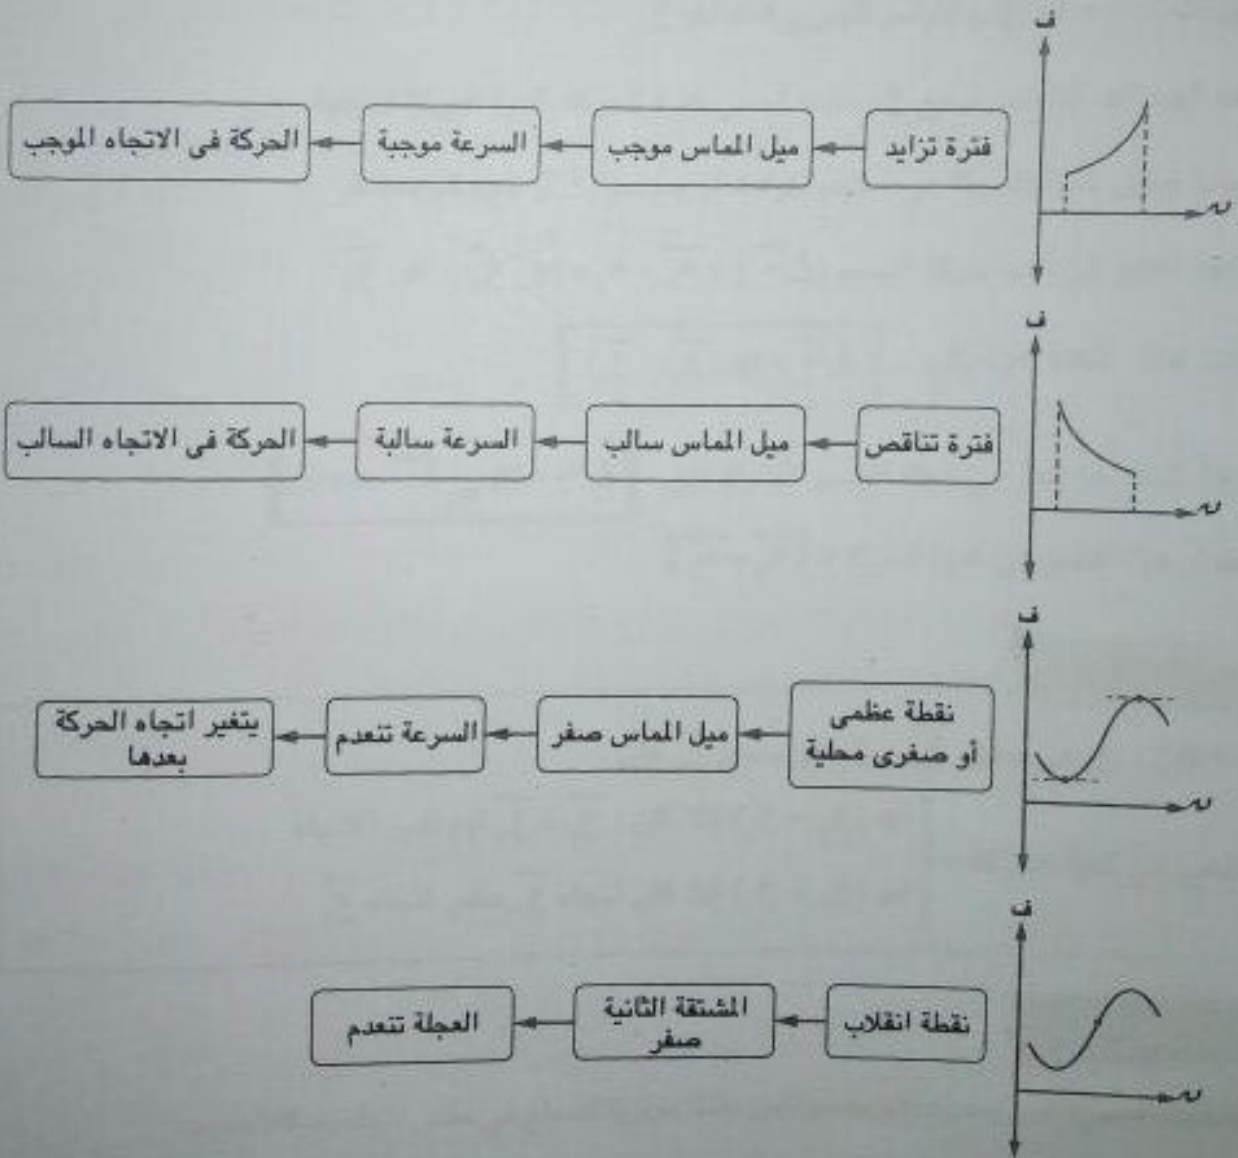 ف
فترة تزايد
ميل المماس موجب
السرعة موجبة
الحركة فى الاتجاه الموجب
ن
ف
فترة تناقص
ميل المماس سالب
السرعة سالبة
الحركة فى الاتجاه السالب
ن
ف
نقطة عظمى
أو صغرى محلية
ميل المماس صفر
السرعة تنعدم
يتغير اتجاه الحركة
بعدها
ن
ف
نقطة انقلاب
المشتقة الثانية
صفر
العجلة تنعدم
ن